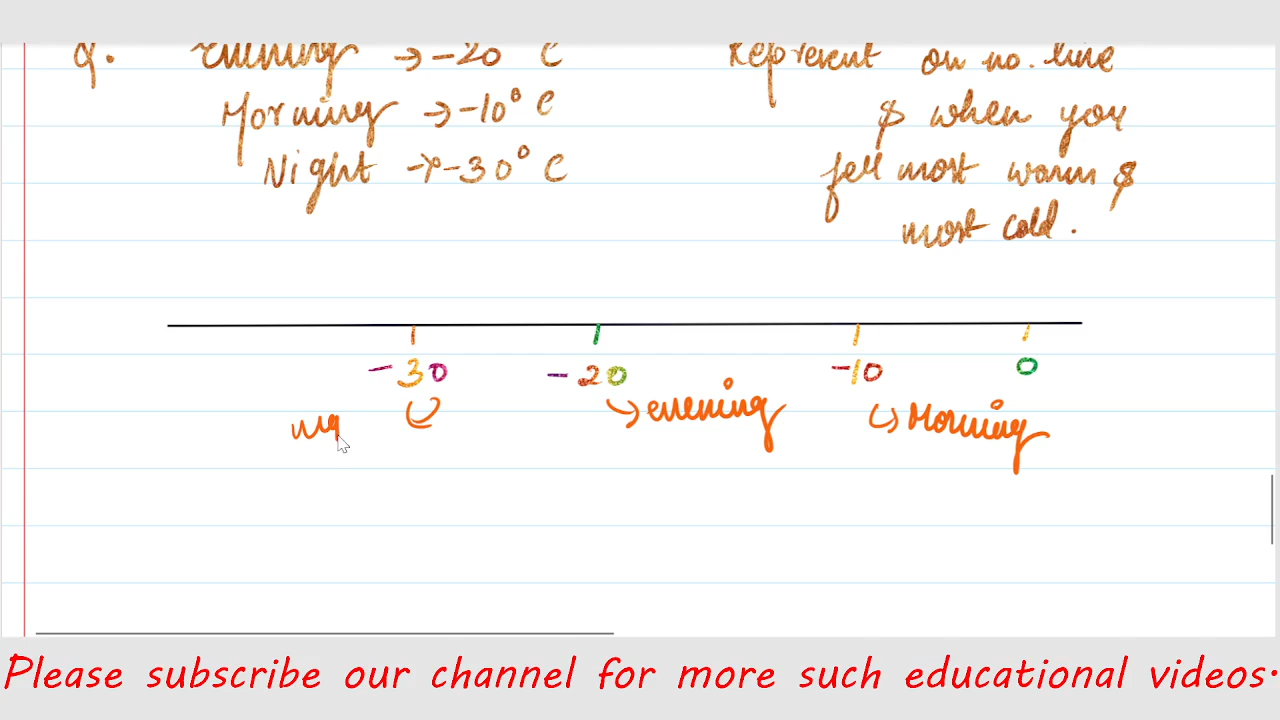 Q. Evening → -20 C Represent on no. line
Morning → -10° C & when you
Night → -30° C fell most warm &
most cold.
-30 -20 -10 0
evening Morning
Please subscribe our channel for more such educational videos.